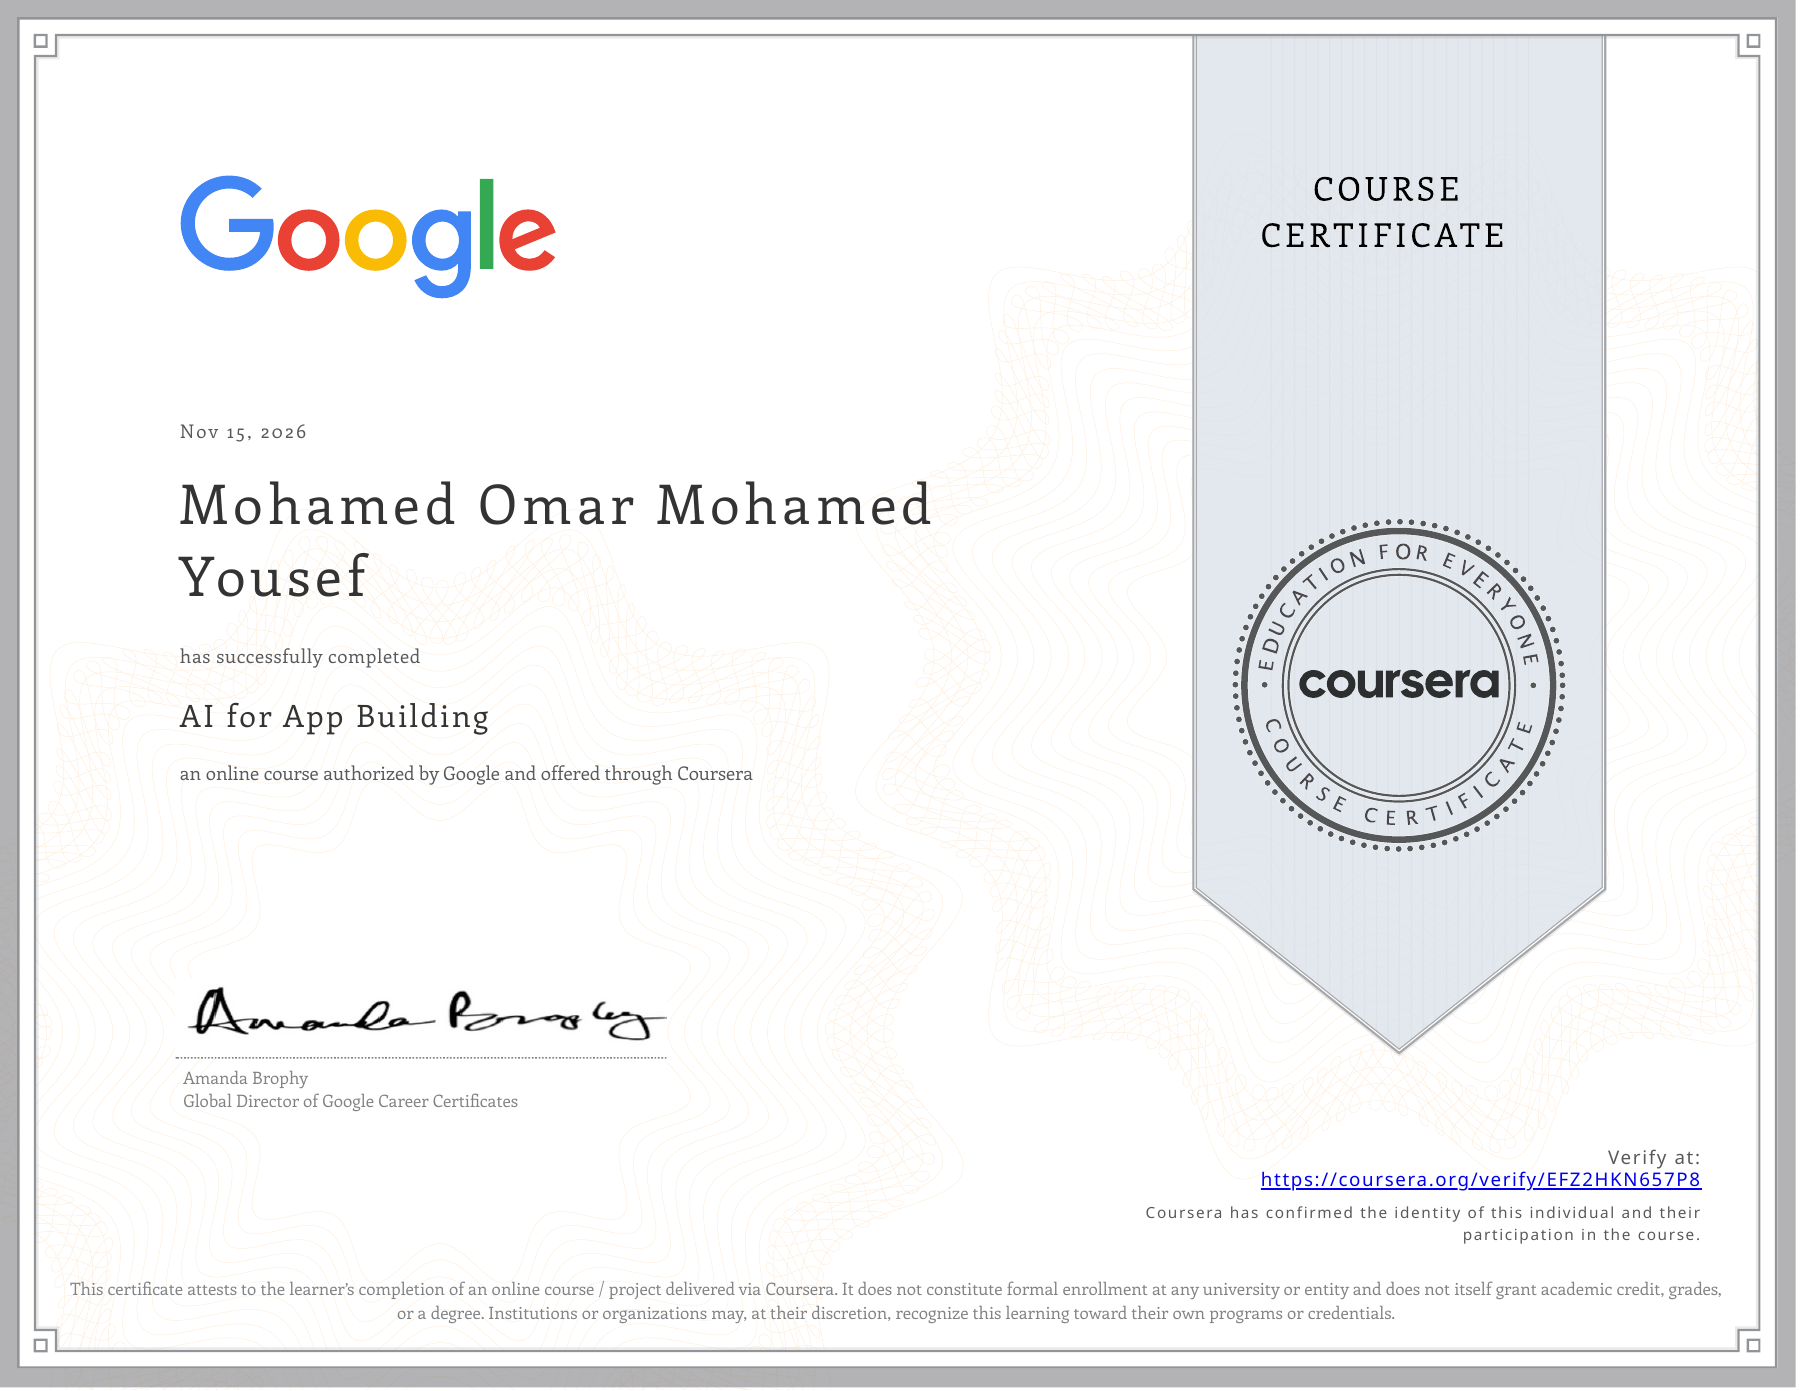 Google
COURSE
CERTIFICATE
Nov 15, 2026
Mohamed Omar Mohamed
Yousef
has successfully completed
AI for App Building
an online course authorized by Google and offered through Coursera
EDUCATION FOR EVERYONE
coursera
COURSE CERTIFICATE
Amanda Brophy
Amanda Brophy
Global Director of Google Career Certificates
Verify at:
https://coursera.org/verify/EFZ2HKN657P8
Coursera has confirmed the identity of this individual and their
participation in the course.
This certificate attests to the learner's completion of an online course / project delivered via Coursera. It does not constitute formal enrollment at any university or entity and does not itself grant academic credit, grades,
or a degree. Institutions or organizations may, at their discretion, recognize this learning toward their own programs or credentials.